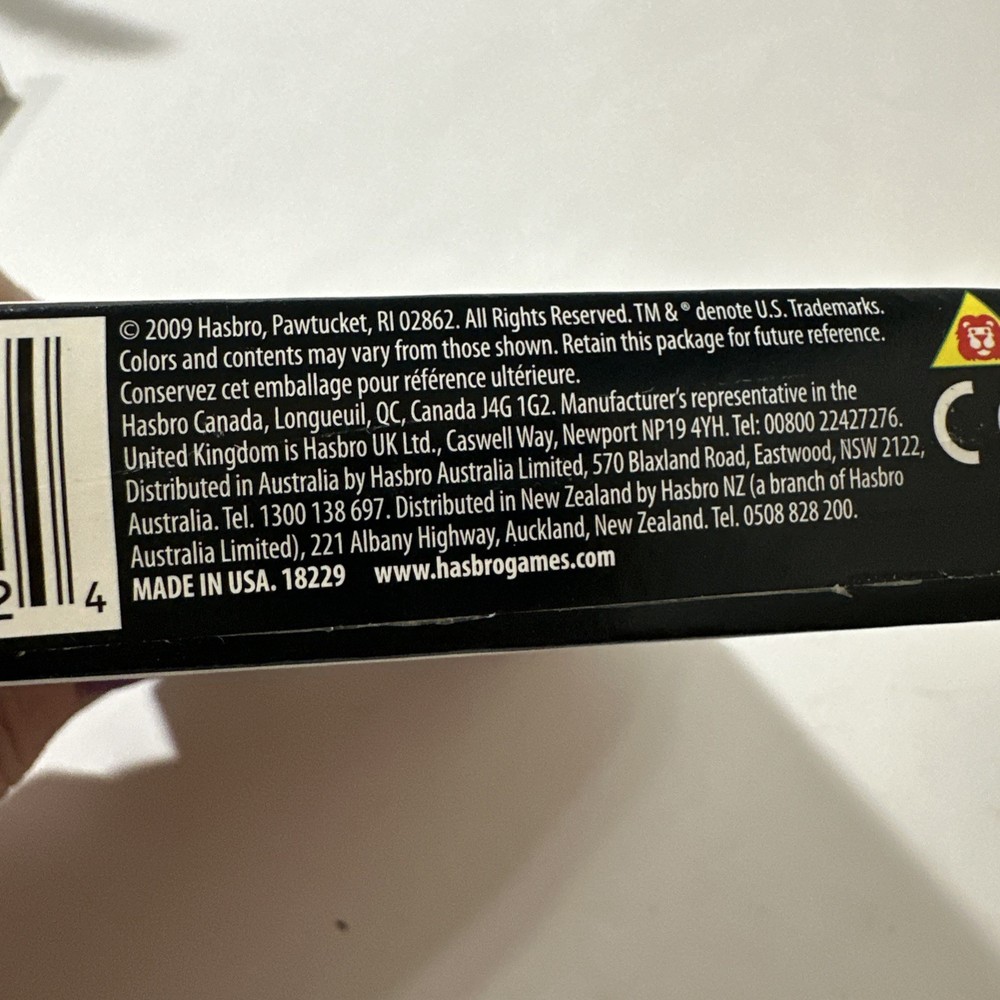 © 2009 Hasbro, Pawtucket, RI 02862. All Rights Reserved. TM & ® denote U.S. Trademarks.
Colors and contents may vary from those shown. Retain this package for future reference.
Conservez cet emballage pour référence ultérieure.
Hasbro Canada, Longueuil, QC, Canada J4G 1G2. Manufacturer's representative in the
United Kingdom is Hasbro UK Ltd., Caswell Way, Newport NP19 4YH. Tel: 00800 22427276.
Distributed in Australia by Hasbro Australia Limited, 570 Blaxland Road, Eastwood, NSW 2122,
Australia. Tel. 1300 138 697. Distributed in New Zealand by Hasbro NZ (a branch of Hasbro
Australia Limited), 221 Albany Highway, Auckland, New Zealand. Tel. 0508 828 200.
MADE IN USA. 18229 www.hasbrogames.com
2 4